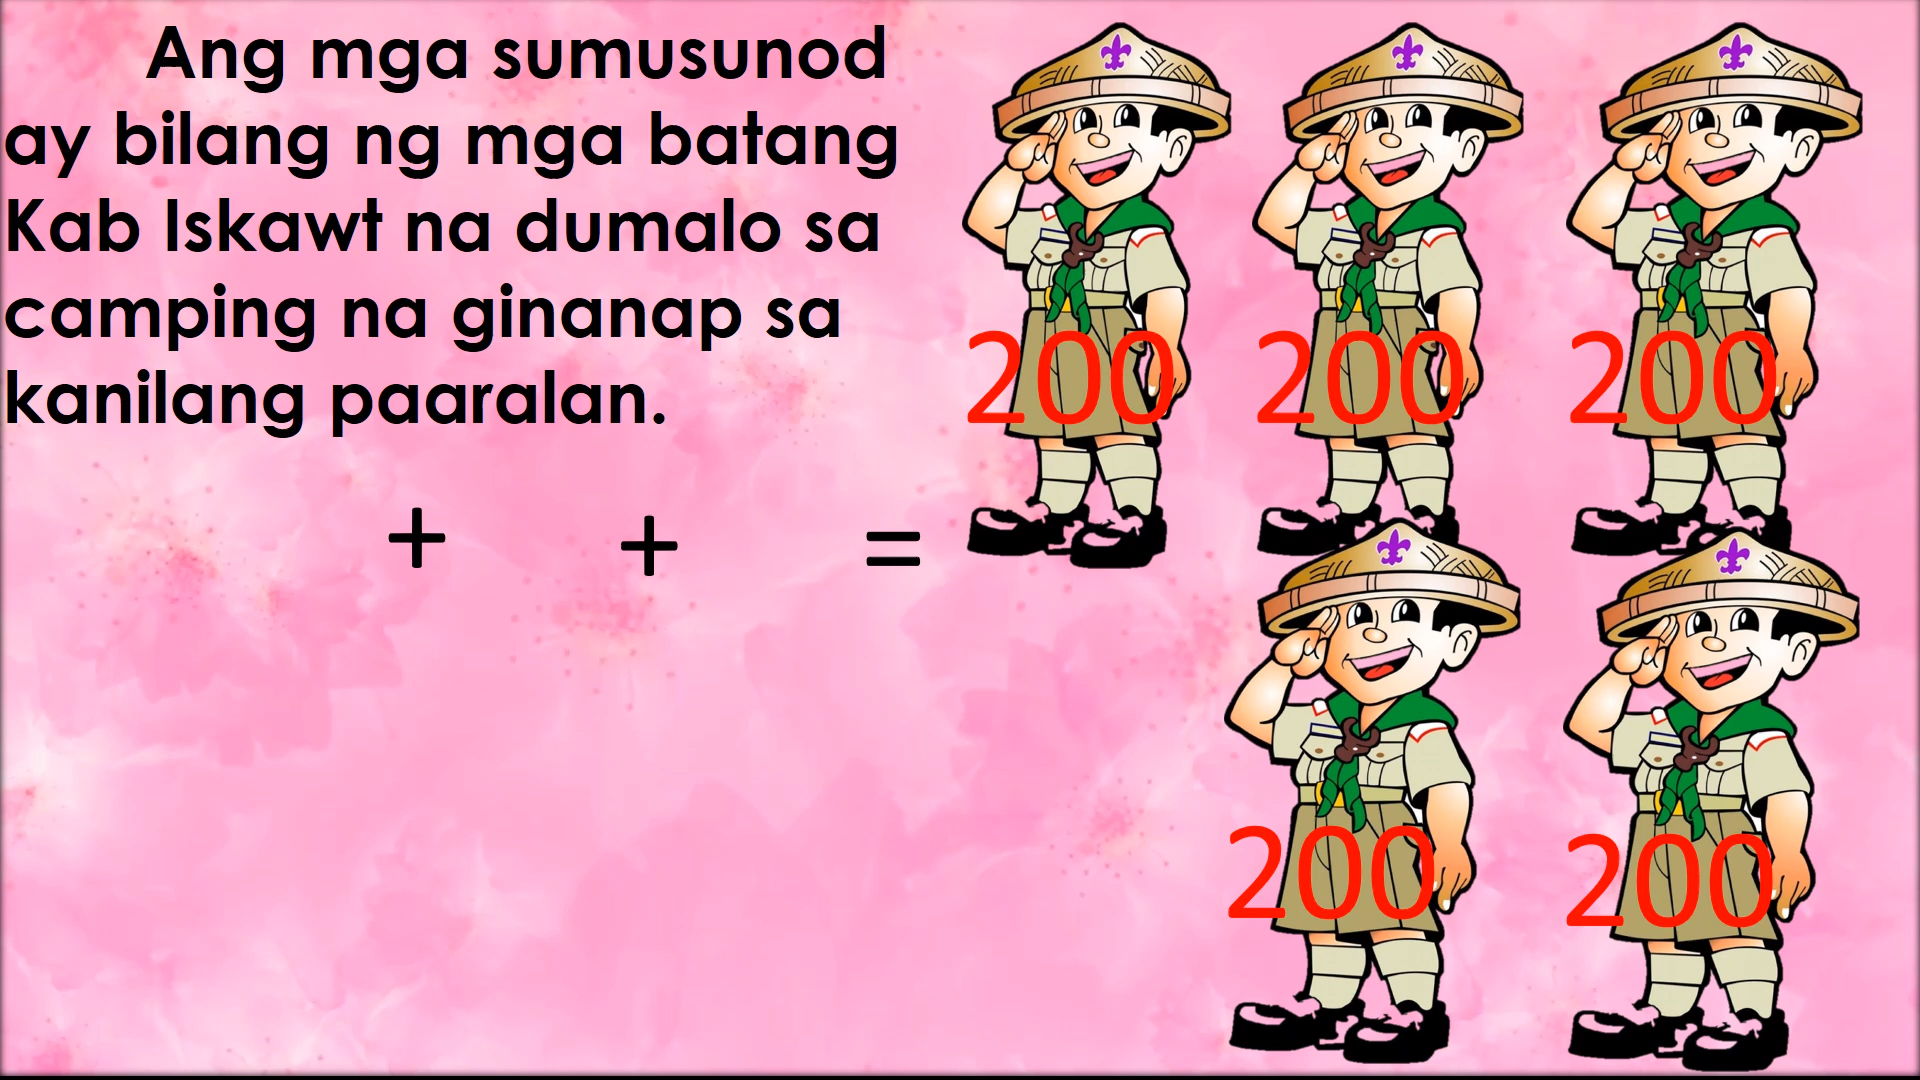 Ang mga sumusunod
ay bilang ng mga batang
Kab Iskawt na dumalo sa
camping na ginanap sa
kanilang paaralan.
+ + =
200 200 200
200 200